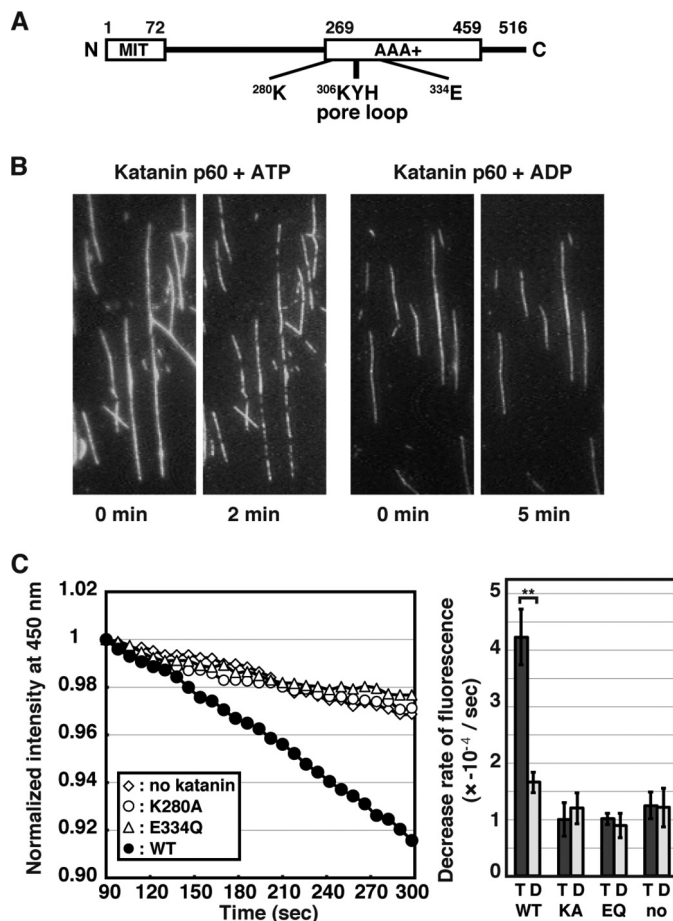 A
1 72 269 459 516
N MIT AAA+ C
²⁸⁰K ³⁰⁶KYH ³³⁴E
pore loop
B
Katanin p60 + ATP Katanin p60 + ADP
0 min 2 min 0 min 5 min
C
Normalized intensity at 450 nm
1.02
1
0.98
0.96
0.94
0.92
0.90
◇ : no katanin
○ : K280A
△ : E334Q
● : WT
90 120 150 180 210 240 270 300
Time (sec)
Decrease rate of fluorescence
(× -10⁻⁴ / sec)
5
4
3
2
1
**
T D T D T D T D
WT KA EQ no